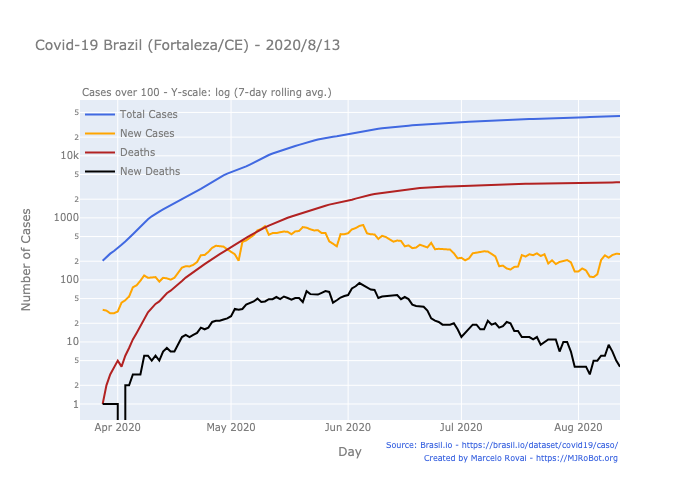 Covid-19 Brazil (Fortaleza/CE) - 2020/8/13
Cases over 100 - Y-scale: log (7-day rolling avg.)
Total Cases
New Cases
Deaths
New Deaths
Number of Cases
5
2
10k
5
2
1000
5
2
100
5
2
10
5
2
1
Apr 2020 May 2020 Jun 2020 Jul 2020 Aug 2020
Day
Source: Brasil.io - https://brasil.io/dataset/covid19/caso/
Created by Marcelo Rovai - https://MJRoBot.org